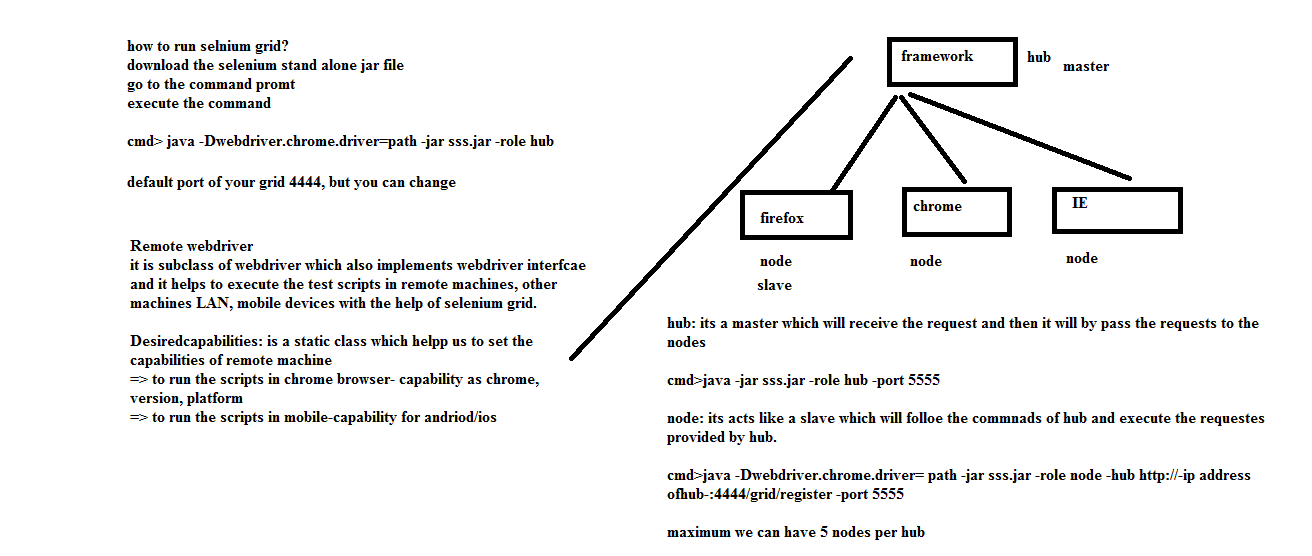 how to run selnium grid?
download the selenium stand alone jar file
go to the command promt
execute the command
cmd> java -Dwebdriver.chrome.driver=path -jar sss.jar -role hub
default port of your grid 4444, but you can change
Remote webdriver
it is subclass of webdriver which also implements webdriver interfcae
and it helps to execute the test scripts in remote machines, other
machines LAN, mobile devices with the help of selenium grid.
Desiredcapabilities: is a static class which helpp us to set the
capabilities of remote machine
=> to run the scripts in chrome browser- capability as chrome,
version, platform
=> to run the scripts in mobile-capability for andriod/ios
framework
hub
master
firefox
chrome
IE
node
node
node
slave
hub: its a master which will receive the request and then it will by pass the requests to the
nodes
cmd>java -jar sss.jar -role hub -port 5555
node: its acts like a slave which will folloe the commnads of hub and execute the requestes
provided by hub.
cmd>java -Dwebdriver.chrome.driver= path -jar sss.jar -role node -hub http://-ip address
ofhub-:4444/grid/register -port 5555
maximum we can have 5 nodes per hub